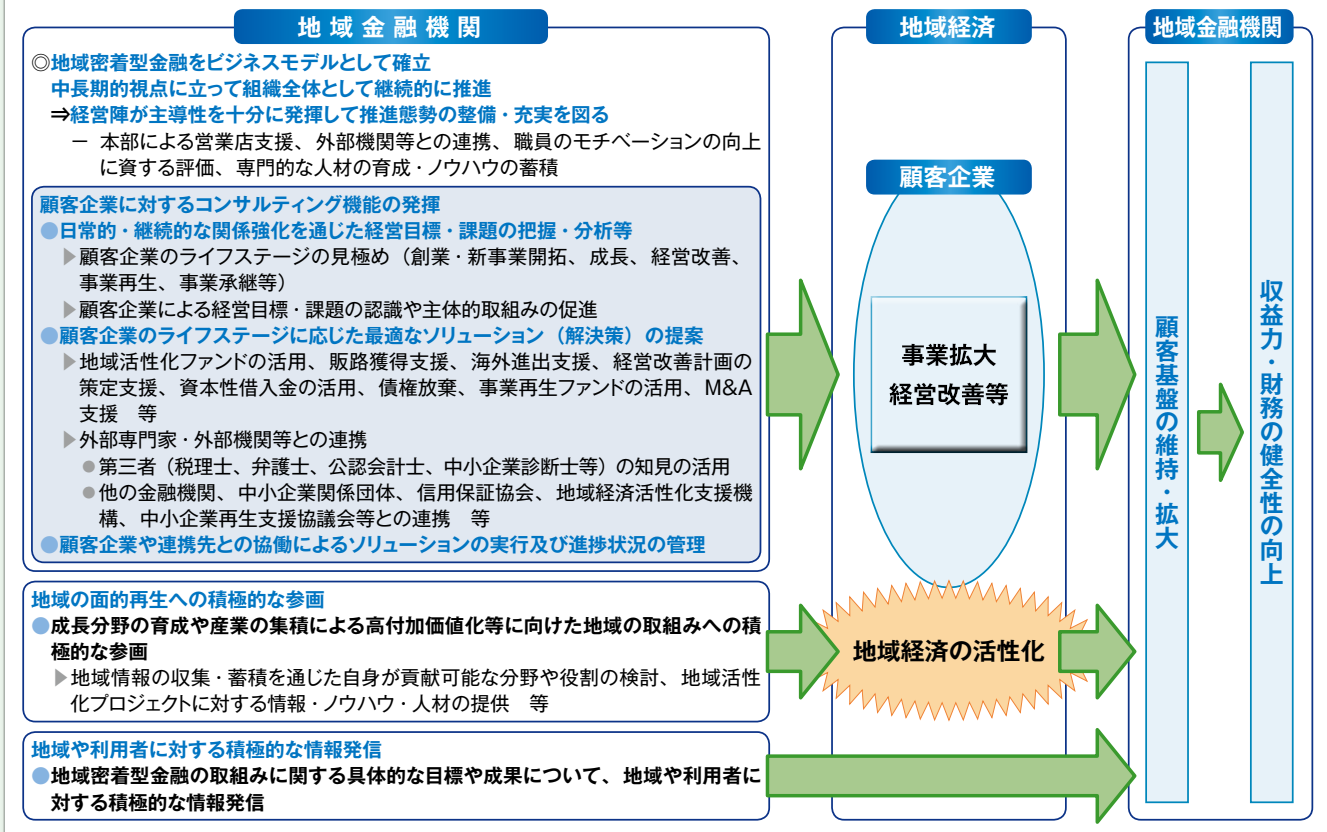 地域金融機関
◎地域密着型金融をビジネスモデルとして確立
中長期的視点に立って組織全体として継続的に推進
⇒経営陣が主導性を十分に発揮して推進態勢の整備・充実を図る
－ 本部による営業店支援、外部機関等との連携、職員のモチベーションの向上
に資する評価、専門的な人材の育成・ノウハウの蓄積
顧客企業に対するコンサルティング機能の発揮
●日常的・継続的な関係強化を通じた経営目標・課題の把握・分析等
▶顧客企業のライフステージの見極め（創業・新事業開拓、成長、経営改善、
事業再生、事業承継等）
▶顧客企業による経営目標・課題の認識や主体的取組みの促進
●顧客企業のライフステージに応じた最適なソリューション（解決策）の提案
▶地域活性化ファンドの活用、販路獲得支援、海外進出支援、経営改善計画の
策定支援、資本性借入金の活用、債権放棄、事業再生ファンドの活用、M&A
支援　等
▶外部専門家・外部機関等との連携
●第三者（税理士、弁護士、公認会計士、中小企業診断士等）の知見の活用
●他の金融機関、中小企業関係団体、信用保証協会、地域経済活性化支援機
構、中小企業再生支援協議会等との連携　等
●顧客企業や連携先との協働によるソリューションの実行及び進捗状況の管理
地域の面的再生への積極的な参画
●成長分野の育成や産業の集積による高付加価値化等に向けた地域の取組みへの積
極的な参画
▶地域情報の収集・蓄積を通じた自身が貢献可能な分野や役割の検討、地域活性
化プロジェクトに対する情報・ノウハウ・人材の提供　等
地域や利用者に対する積極的な情報発信
●地域密着型金融の取組みに関する具体的な目標や成果について、地域や利用者に
対する積極的な情報発信
地域経済
顧客企業
事業拡大
経営改善等
地域経済の活性化
地域金融機関
顧客基盤の維持・拡大
収益力・財務の健全性の向上